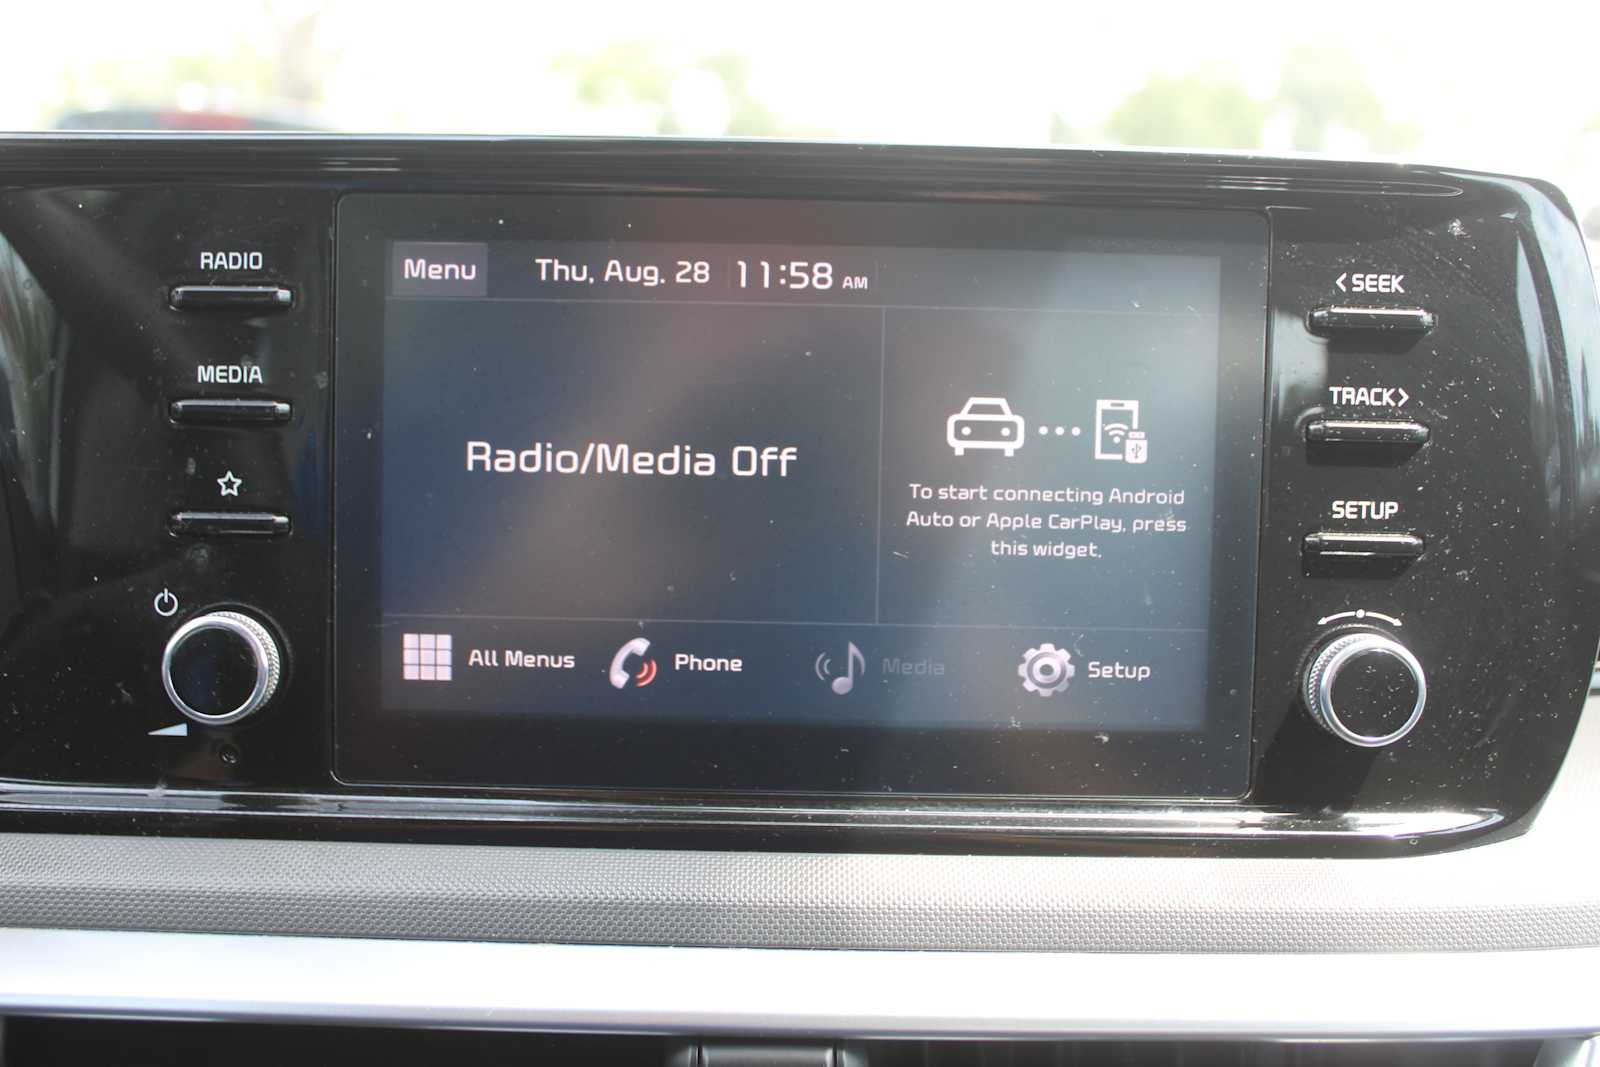 RADIO
MEDIA
Menu
Thu, Aug. 28
11:58 AM
Radio/Media Off
To start connecting Android
Auto or Apple CarPlay, press
this widget.
All Menus
Phone
Media
Setup
< SEEK
TRACK >
SETUP